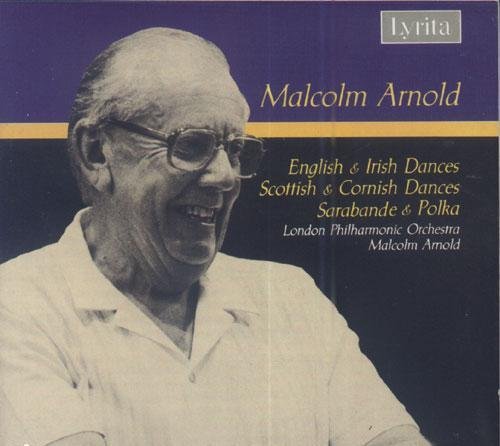 Lyrita
Malcolm Arnold
English & Irish Dances
Scottish & Cornish Dances
Sarabande & Polka
London Philharmonic Orchestra
Malcolm Arnold